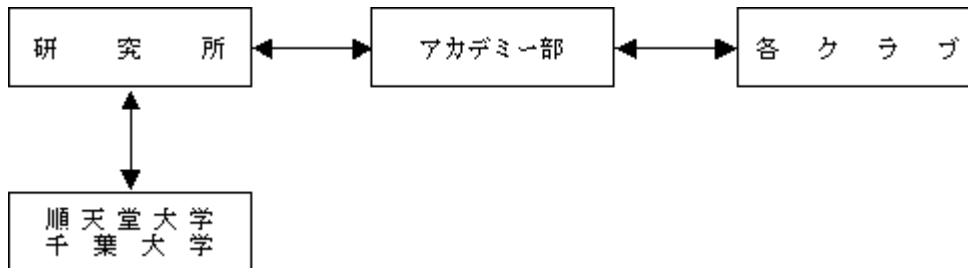 研究所
アカデミー部
各クラブ
順天堂大学
千葉大学